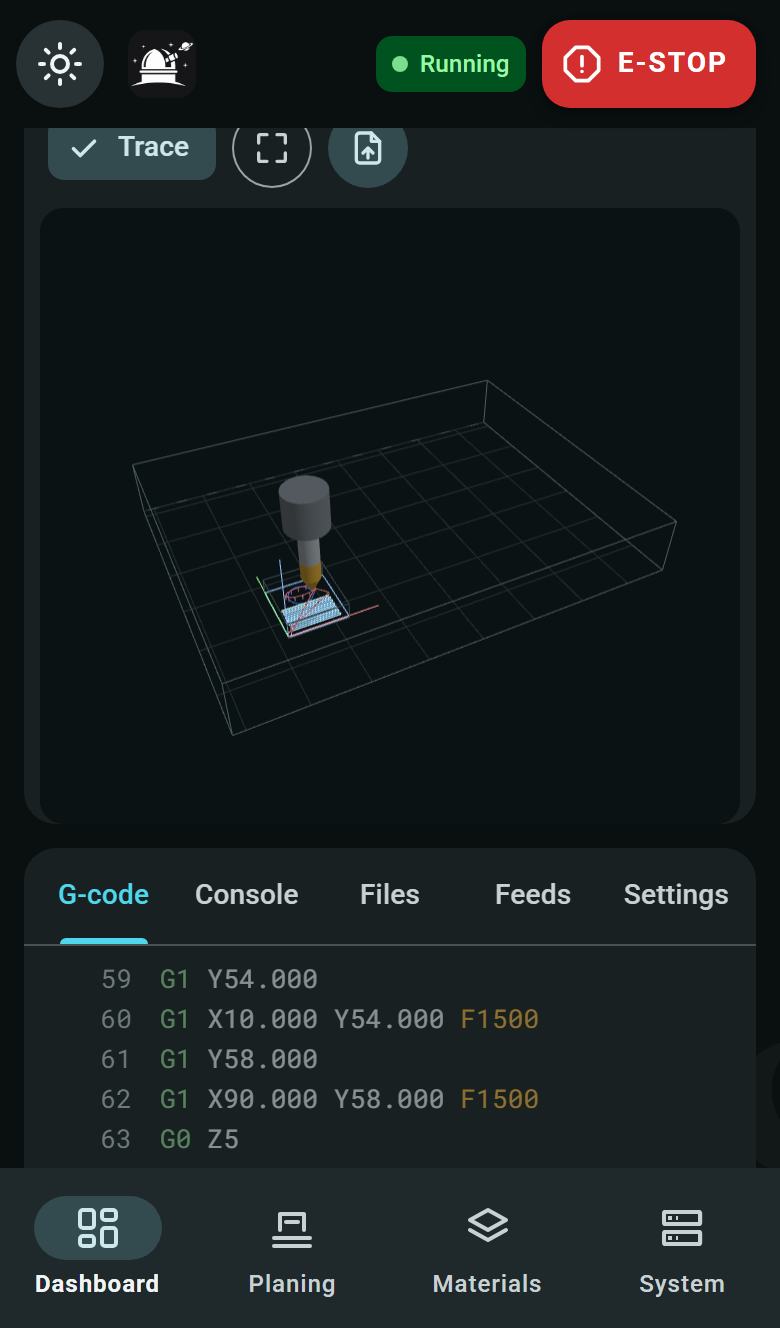 Running
E-STOP
Trace
G-code Console Files Feeds Settings
59 G1 Y54.000
60 G1 X10.000 Y54.000 F1500
61 G1 Y58.000
62 G1 X90.000 Y58.000 F1500
63 G0 Z5
Dashboard Planing Materials System